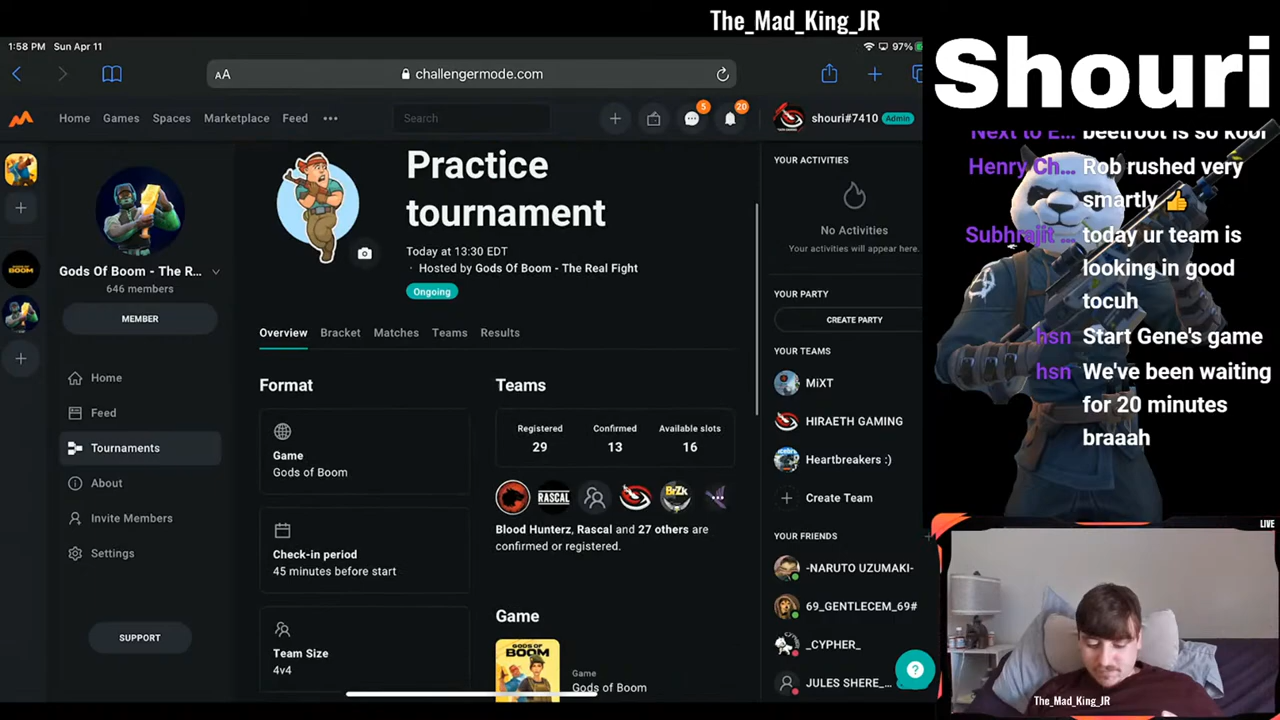 The_Mad_King_JR
1:58 PM Sun Apr 11
97%
AA
challengermode.com
Home Games Spaces Marketplace Feed
Search
5
20
shouri#7410 Admin
Gods Of Boom - The R...
646 members
MEMBER
Home
Feed
Tournaments
About
Invite Members
Settings
SUPPORT
Practice
tournament
Today at 13:30 EDT
· Hosted by Gods Of Boom - The Real Fight
Ongoing
Overview Bracket Matches Teams Results
Format
Game
Gods of Boom
Check-in period
45 minutes before start
Team Size
4v4
Teams
Registered Confirmed Available slots
29 13 16
RASCAL
BrZk
Blood Hunterz, Rascal and 27 others are
confirmed or registered.
Game
GODS OF
BOOM
Game
Gods of Boom
YOUR ACTIVITIES
No Activities
Your activities will appear here.
YOUR PARTY
CREATE PARTY
YOUR TEAMS
MiXT
HIRAETH GAMING
Heartbreakers :)
Create Team
YOUR FRIENDS
-NARUTO UZUMAKI-
69_GENTLECEM_69#
_CYPHER_
JULES SHERE_...
?
Shouri
Next to E... beetroot is so kool
Henry Ch... Rob rushed very
smartly 👍
Subhrajit ... today ur team is
looking in good
tocuh
hsn Start Gene's game
hsn We've been waiting
for 20 minutes
braaah
LIVE
The_Mad_King_JR